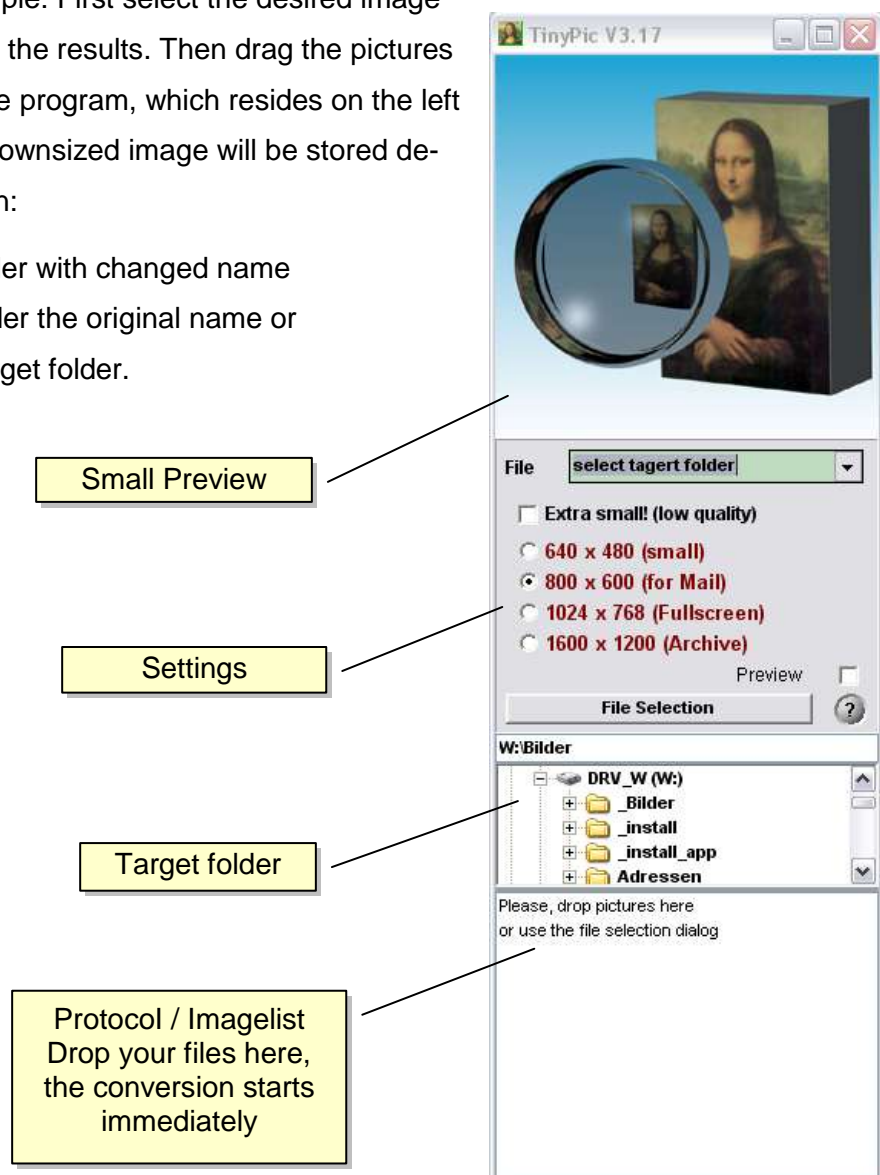 ple. First select the desired image
the results. Then drag the pictures
e program, which resides on the left
ownsized image will be stored de-
n:
er with changed name
der the original name or
get folder.
Small Preview
Settings
Target folder
Protocol / Imagelist
Drop your files here,
the conversion starts
immediately
TinyPic V3.17
File select tagert folder
Extra small! (low quality)
640 x 480 (small)
800 x 600 (for Mail)
1024 x 768 (Fullscreen)
1600 x 1200 (Archive)
Preview
File Selection ?
W:\Bilder
DRV_W (W:)
_Bilder
_install
_install_app
Adressen
Please, drop pictures here
or use the file selection dialog